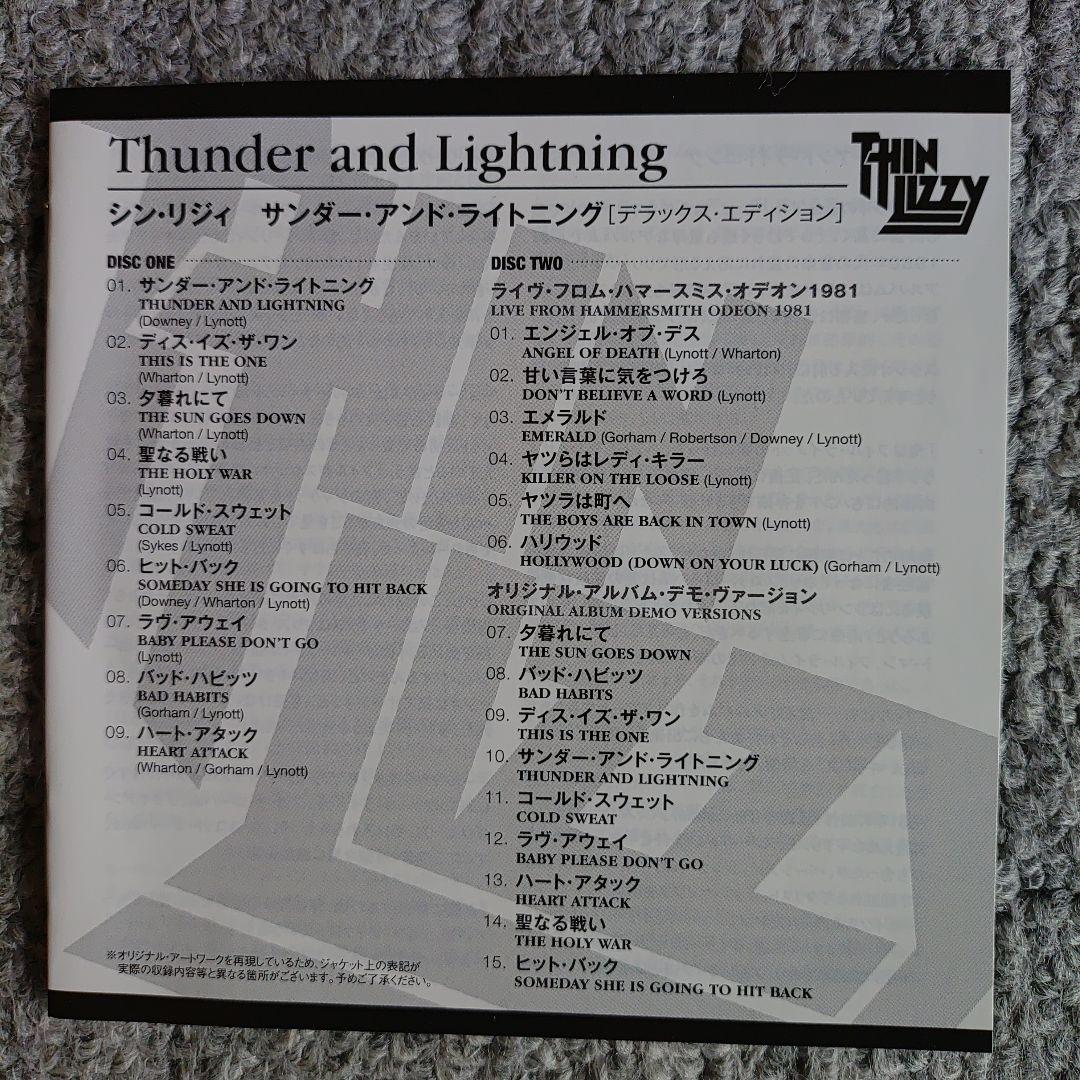 Thunder and Lightning
THIN LIZZY
シン・リジィ サンダー・アンド・ライトニング[デラックス・エディション]
DISC ONE
01. サンダー・アンド・ライトニング
THUNDER AND LIGHTNING
(Downey / Lynott)
02. ディス・イズ・ザ・ワン
THIS IS THE ONE
(Wharton / Lynott)
03. 夕暮れにて
THE SUN GOES DOWN
(Wharton / Lynott)
04. 聖なる戦い
THE HOLY WAR
(Lynott)
05. コールド・スウェット
COLD SWEAT
(Sykes / Lynott)
06. ヒット・バック
SOMEDAY SHE IS GOING TO HIT BACK
(Downey / Wharton / Lynott)
07. ラヴ・アウェイ
BABY PLEASE DON'T GO
(Lynott)
08. バッド・ハビッツ
BAD HABITS
(Gorham / Lynott)
09. ハート・アタック
HEART ATTACK
(Wharton / Gorham / Lynott)
※オリジナル・アートワークを再現しているため、ジャケット上の表記が
実際の収録内容等と異なる箇所がございます。予めご了承ください。
DISC TWO
ライヴ・フロム・ハマースミス・オデオン1981
LIVE FROM HAMMERSMITH ODEON 1981
01. エンジェル・オブ・デス
ANGEL OF DEATH (Lynott / Wharton)
02. 甘い言葉に気をつけろ
DON'T BELIEVE A WORD (Lynott)
03. エメラルド
EMERALD (Gorham / Robertson / Downey / Lynott)
04. ヤツらはレディ・キラー
KILLER ON THE LOOSE (Lynott)
05. ヤツラは町へ
THE BOYS ARE BACK IN TOWN (Lynott)
06. ハリウッド
HOLLYWOOD (DOWN ON YOUR LUCK) (Gorham / Lynott)
オリジナル・アルバム・デモ・ヴァージョン
ORIGINAL ALBUM DEMO VERSIONS
07. 夕暮れにて
THE SUN GOES DOWN
08. バッド・ハビッツ
BAD HABITS
09. ディス・イズ・ザ・ワン
THIS IS THE ONE
10. サンダー・アンド・ライトニング
THUNDER AND LIGHTNING
11. コールド・スウェット
COLD SWEAT
12. ラヴ・アウェイ
BABY PLEASE DON'T GO
13. ハート・アタック
HEART ATTACK
14. 聖なる戦い
THE HOLY WAR
15. ヒット・バック
SOMEDAY SHE IS GOING TO HIT BACK